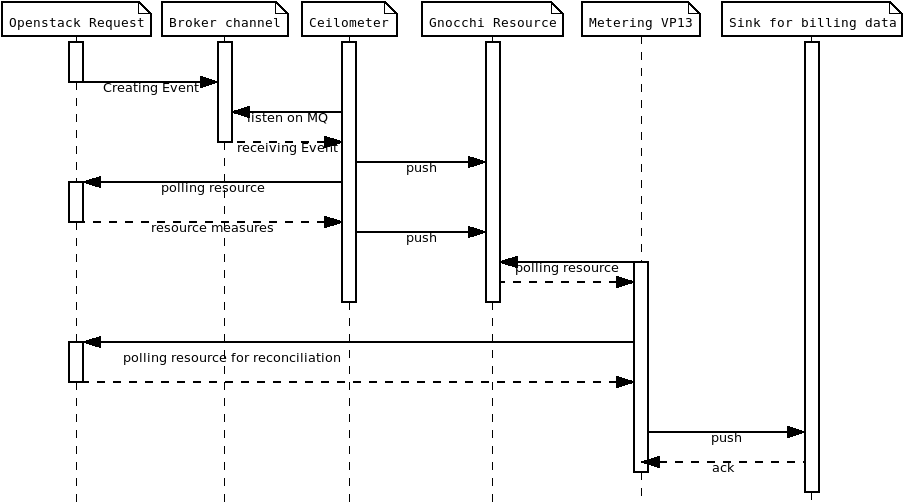 Openstack Request
Broker channel
Ceilometer
Gnocchi Resource
Metering VP13
Sink for billing data
Creating Event
listen on MQ
receiving Event
push
polling resource
resource measures
push
polling resource
polling resource for reconciliation
push
ack